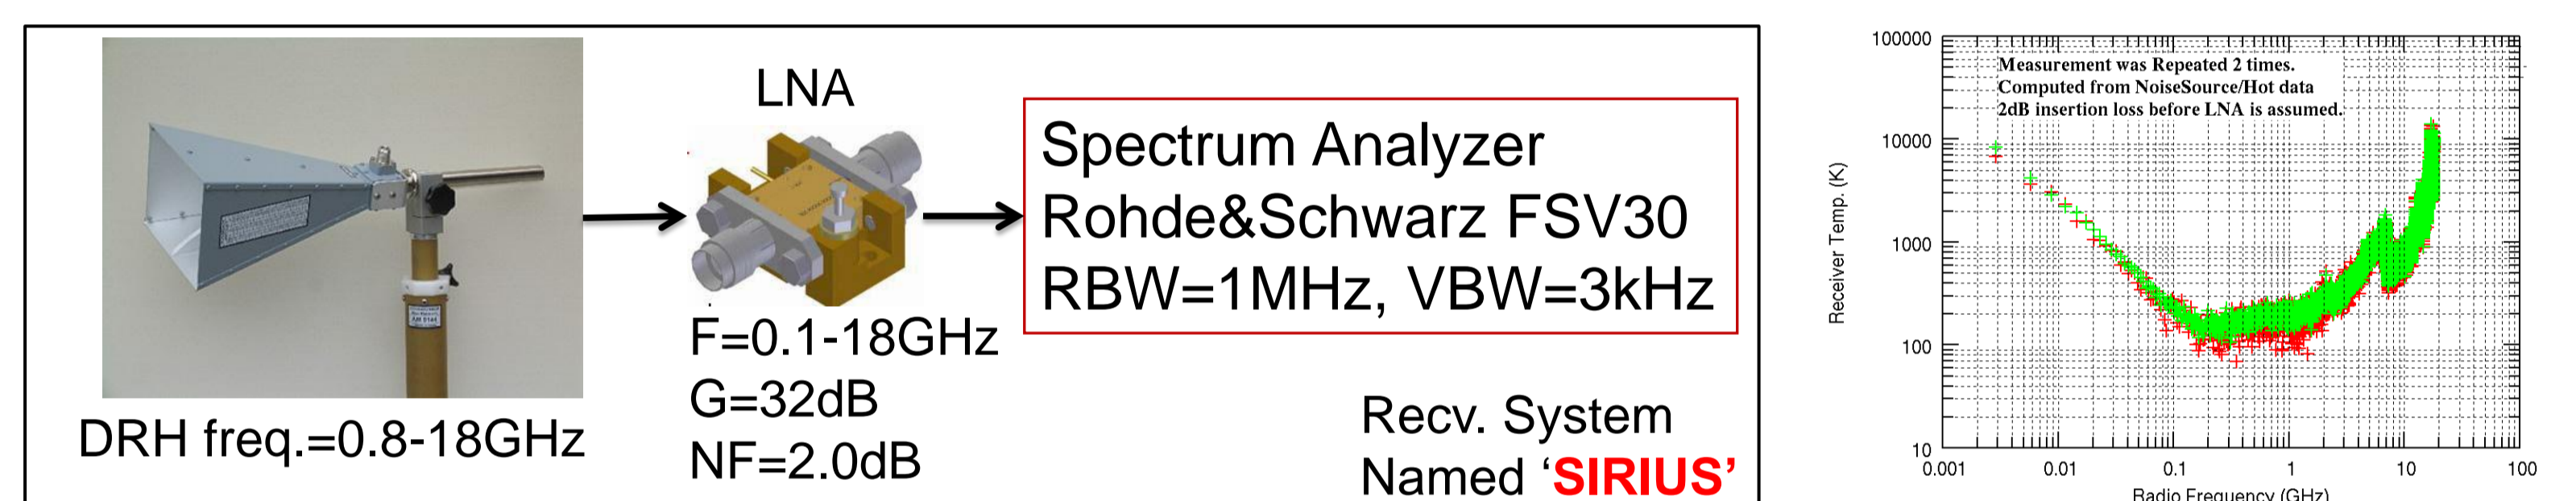 LNA
Spectrum Analyzer
Rohde&Schwarz FSV30
RBW=1MHz, VBW=3kHz
F=0.1-18GHz
G=32dB
NF=2.0dB
DRH freq.=0.8-18GHz
Recv. System
Named ‘SIRIUS’
Measurement was Repeated 2 times.
Computed from NoiseSource/Hot data
2dB insertion loss before LNA is assumed.
Receiver Temp. (K)
100000
10000
1000
100
10
0.001
0.01
0.1
1
10
100
Radio Frequency (GHz)